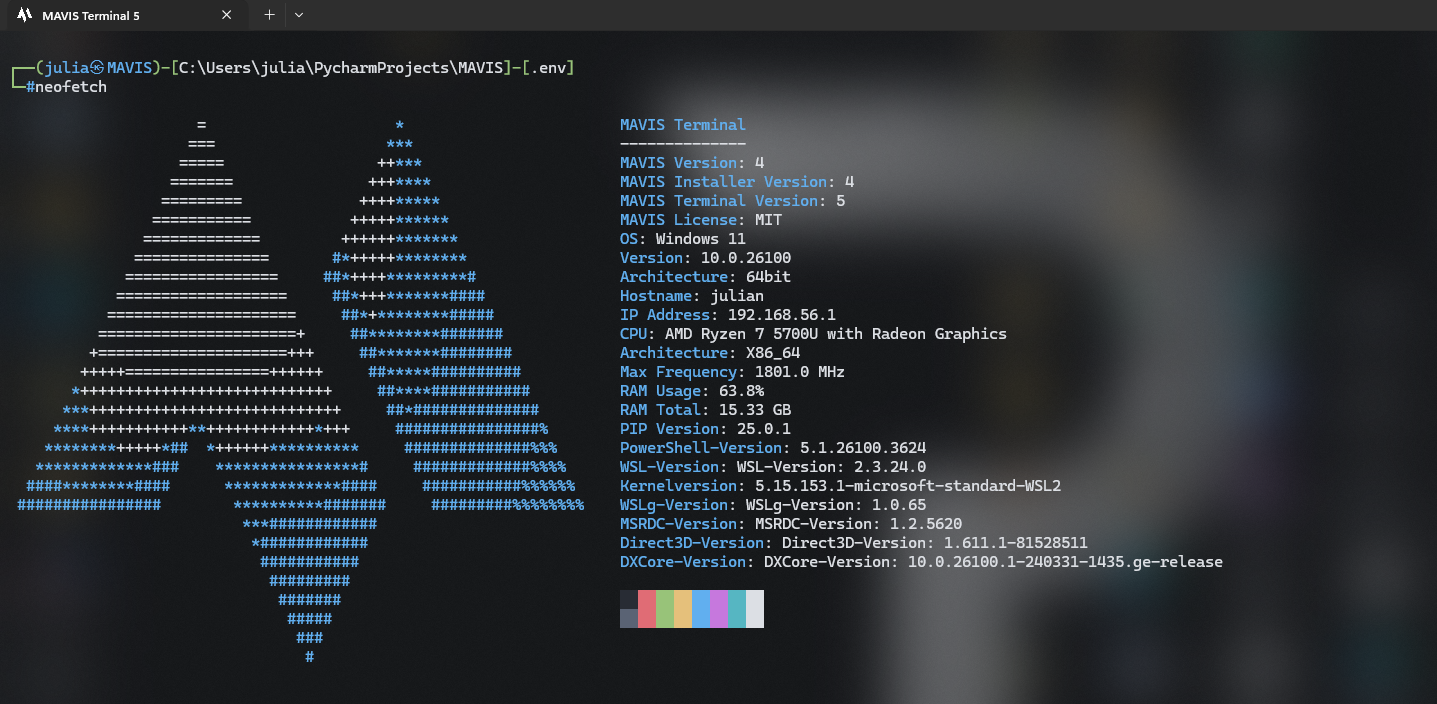 MAVIS Terminal 5
(julia㉿MAVIS)-[C:\Users\julia\PycharmProjects\MAVIS]-[.env]
#neofetch
MAVIS Terminal
--------------
MAVIS Version: 4
MAVIS Installer Version: 4
MAVIS Terminal Version: 5
MAVIS License: MIT
OS: Windows 11
Version: 10.0.26100
Architecture: 64bit
Hostname: julian
IP Address: 192.168.56.1
CPU: AMD Ryzen 7 5700U with Radeon Graphics
Architecture: X86_64
Max Frequency: 1801.0 MHz
RAM Usage: 63.8%
RAM Total: 15.33 GB
PIP Version: 25.0.1
PowerShell-Version: 5.1.26100.3624
WSL-Version: WSL-Version: 2.3.24.0
Kernelversion: 5.15.153.1-microsoft-standard-WSL2
WSLg-Version: WSLg-Version: 1.0.65
MSRDC-Version: MSRDC-Version: 1.2.5620
Direct3D-Version: Direct3D-Version: 1.611.1-81528511
DXCore-Version: DXCore-Version: 10.0.26100.1-240331-1435.ge-release